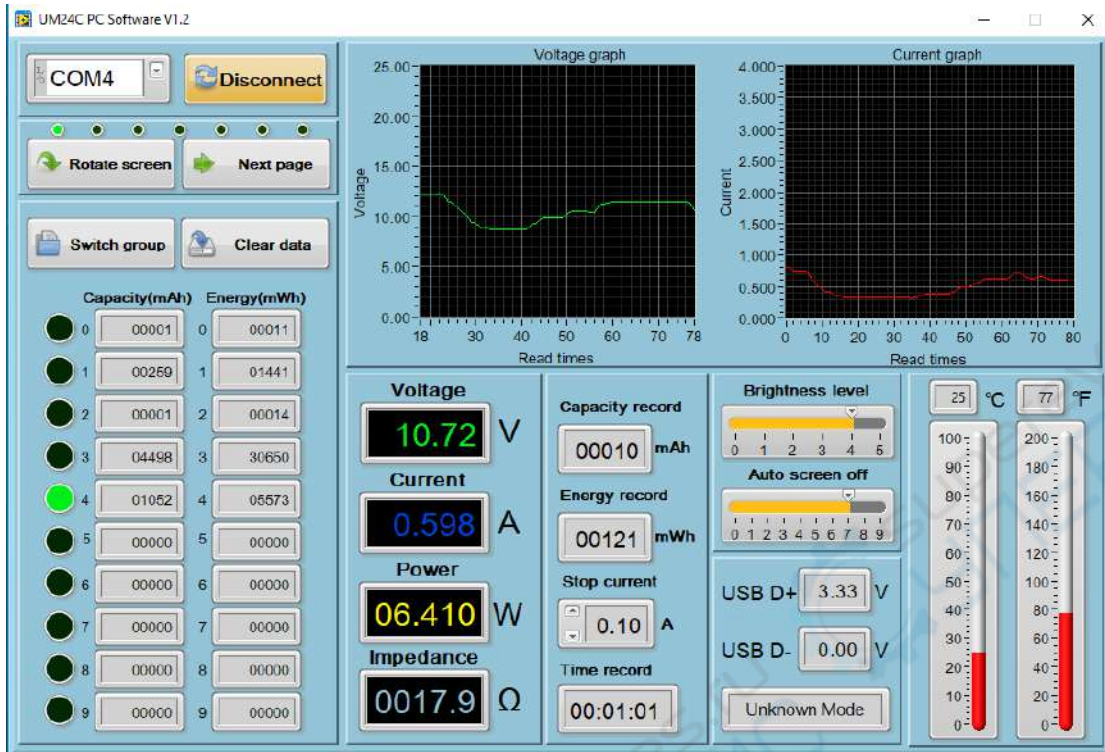 UM24C PC Software V1.2
COM4
Disconnect
Rotate screen
Next page
Switch group
Clear data
Capacity(mAh) Energy(mWh)
0 00001 0 00011
1 00259 1 01441
2 00001 2 00014
3 04498 3 30650
4 01052 4 05573
5 00000 5 00000
6 00000 6 00000
7 00000 7 00000
8 00000 8 00000
9 00000 9 00000
Voltage graph
Voltage
25.00
20.00
15.00
10.00
5.00
0.00
18 30 40 50 60 70 78
Read times
Current graph
Current
4.000
3.500
3.000
2.500
2.000
1.500
1.000
0.500
0.000
0 10 20 30 40 50 60 70 80
Read times
Voltage
10.72 V
Current
0.598 A
Power
06.410 W
Impedance
0017.9 Ω
Capacity record
00010 mAh
Energy record
00121 mWh
Stop current
0.10 A
Time record
00:01:01
Brightness level
0 1 2 3 4 5
Auto screen off
0 1 2 3 4 5 6 7 8 9
USB D+ 3.33 V
USB D- 0.00 V
Unknown Mode
25 °C
100
90
80
70
60
50
40
30
20
10
0
77 °F
200
180
160
140
120
100
80
60
40
20
0